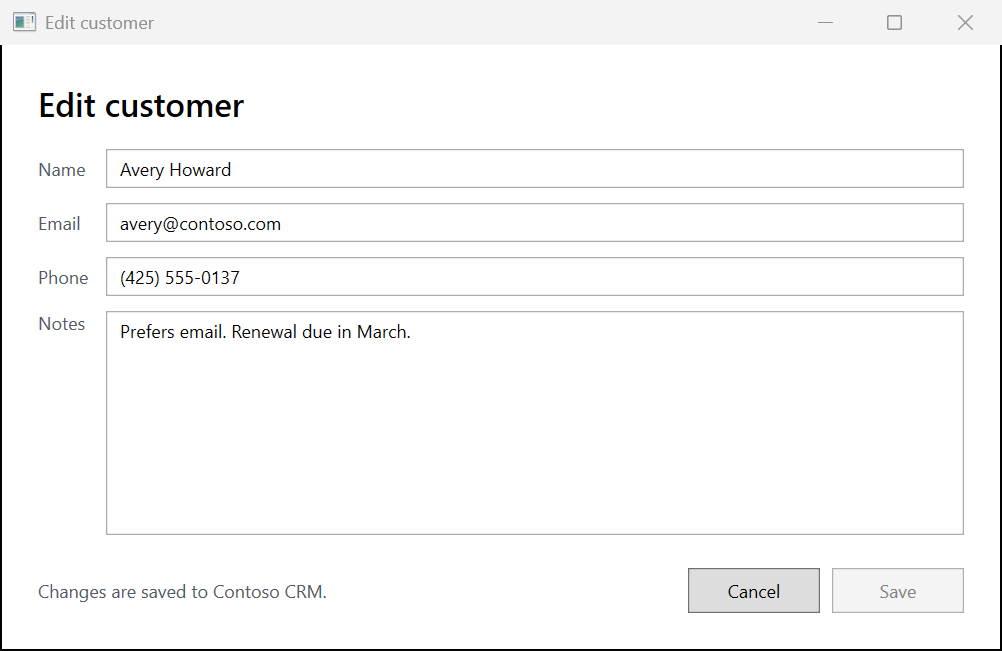 Edit customer
Edit customer
Name
Avery Howard
Email
avery@contoso.com
Phone
(425) 555-0137
Notes
Prefers email. Renewal due in March.
Changes are saved to Contoso CRM.
Cancel
Save